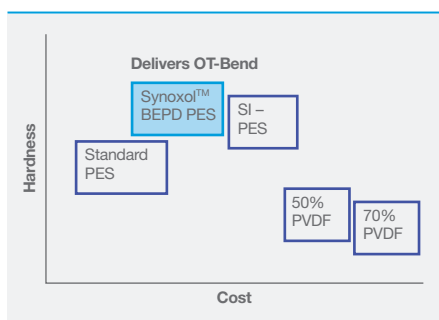 Delivers OT-Bend
Synoxol™
BEPD PES
SI –
PES
Standard
PES
50%
PVDF
70%
PVDF
Hardness
Cost